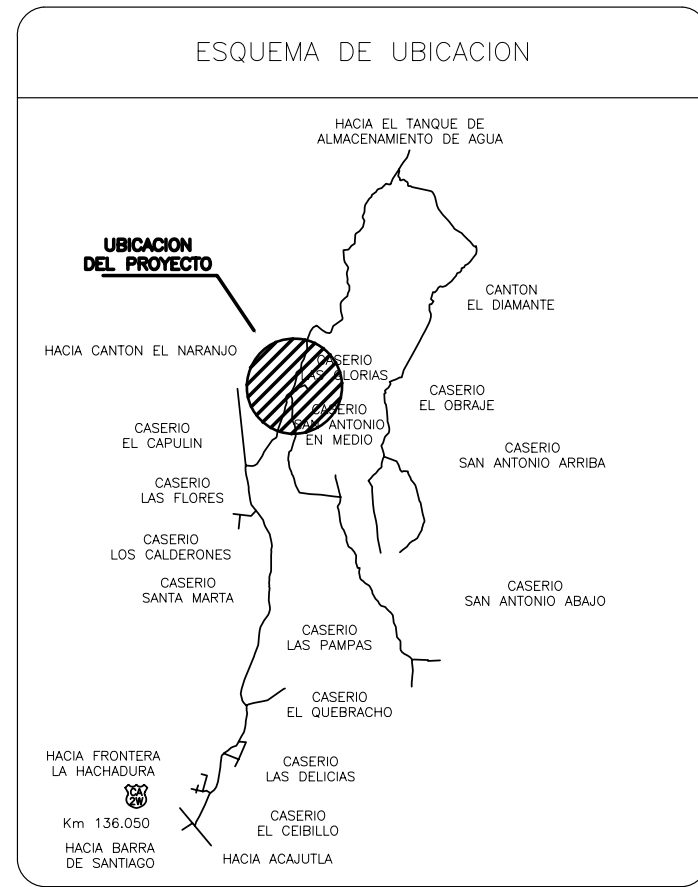 ESQUEMA DE UBICACION
HACIA EL TANQUE DE
ALMACENAMIENTO DE AGUA
UBICACION
DEL PROYECTO
CANTON
EL DIAMANTE
HACIA CANTON EL NARANJO
CASERIO
LAS GLORIAS
CASERIO
EL OBRAJE
CASERIO
SAN ANTONIO
EN MEDIO
CASERIO
EL CAPULIN
CASERIO
SAN ANTONIO ARRIBA
CASERIO
LAS FLORES
CASERIO
LOS CALDERONES
CASERIO
SANTA MARTA
CASERIO
SAN ANTONIO ABAJO
CASERIO
LAS PAMPAS
CASERIO
EL QUEBRACHO
HACIA FRONTERA
LA HACHADURA
CASERIO
LAS DELICIAS
CA
2W
Km 136.050
CASERIO
EL CEIBILLO
HACIA BARRA
DE SANTIAGO
HACIA ACAJUTLA